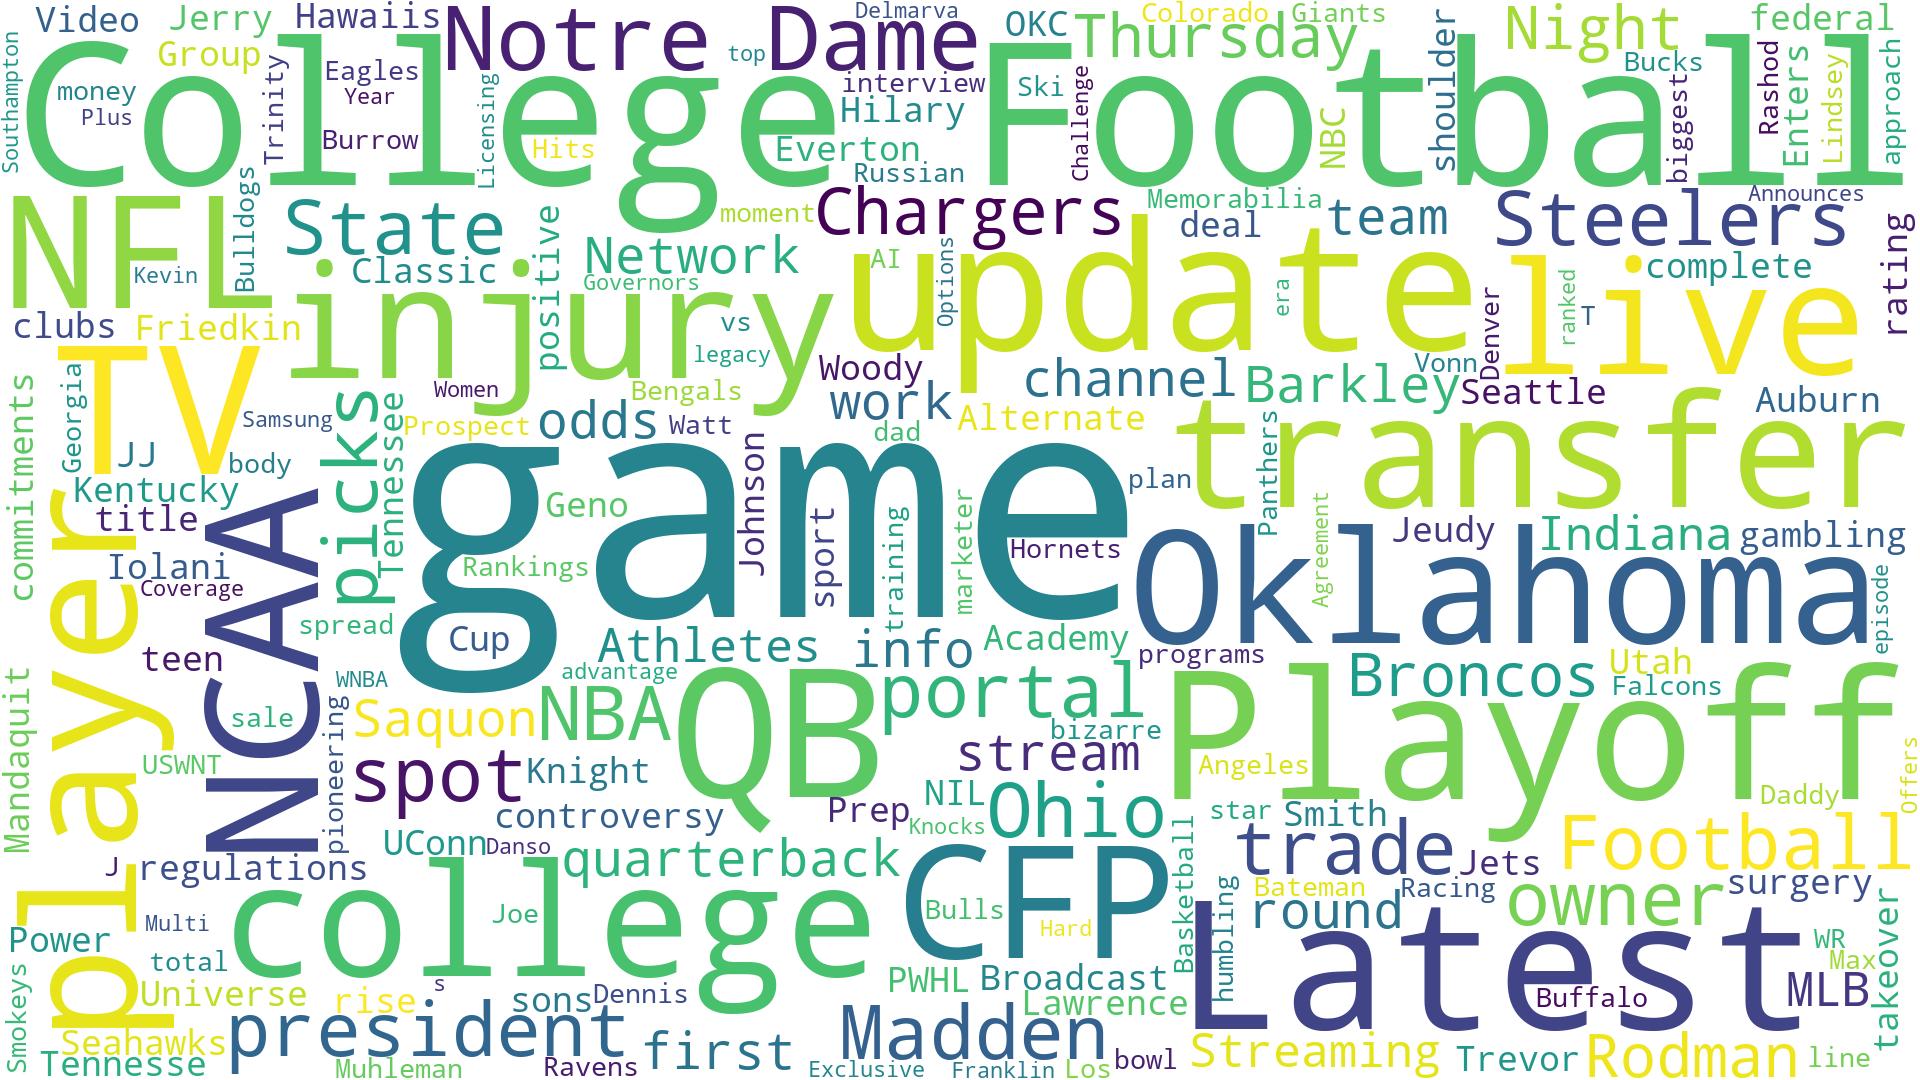 Southampton
Video
Jerry
Hawaiis
Notre Dame
Delmarva
OKC
Colorado
Giants
Thursday
Night
federal
Group
Eagles
top
interview
Ski
Bucks
money
Plus
Year
Trinity
Burrow
Licensing
College Football
Hits
Hilary
Everton
Russian
Challenge
NBC
shoulder
biggest
Rashod
Enters
Lindsey
approach
NFL
Kevin
Bulldogs
State
Classic
positive
moment
Network
Governors
Chargers
Memorabilia
deal
team
Steelers
Announces
rating
clubs
Friedkin
injury
vs
legacy
AI
Options
update
era
Denver
live
ranked
T
complete
TV
Georgia
Samsung
Women
Bengals
Woody
work
channel
Barkley
Vonn
Seattle
Auburn
commitments
JJ
body
picks
Tennessee
Prospect
odds
Watt
dad
Alternate
transfer
Kentucky
title
Iolani
Coverage
game
Geno
Rankings
Johnson
sport
training
marketer
Hornets
plan
Panthers
Agreement
Jeudy
Indiana
gambling
player
NCAA
spread
Cup
Athletes
info
Academy
Oklahoma
programs
episode
teen
WNBA
advantage
Broncos
Utah
Falcons
Mandaquit
sale
USWNT
pioneering
Saquon
NBA
QB
portal
bizarre
stream
Playoff
Angeles
Daddy
Offers
spot
Knight
controversy
Prep
NIL
Knocks
Ohio
star
Smith
trade
Jets
Football
J
regulations
UConn
Danso
quarterback
CFP
Basketball
Bateman
Racing
owner
surgery
round
Multi
college
Joe
Bulls
Hard
humbling
Latest
WR
Max
takeover
Power
total
Universe
rise
s
sons
Dennis
PWHL
Broadcast
Lawrence
Buffalo
MLB
Smokeys
Seahawks
Tennesse
president
first
Madden
Streaming
Trevor
Rodman
line
Muhleman
Ravens
Exclusive
Franklin
Los
bowl